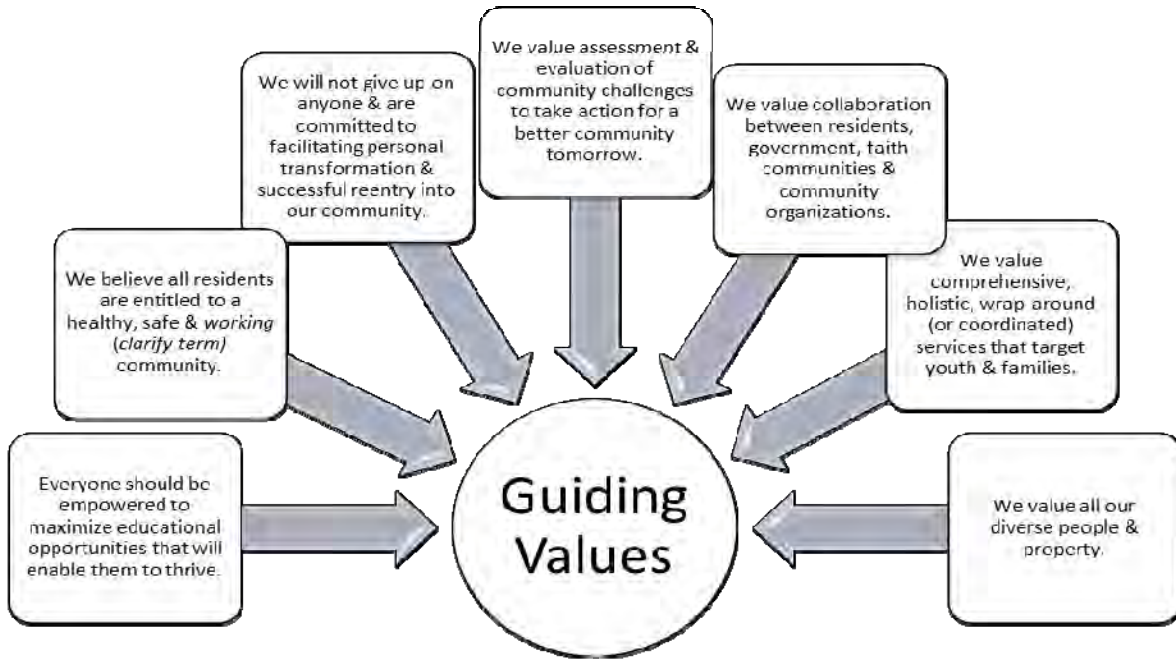 Everyone should be
empowered to
maximize educational
opportunities that will
enable them to thrive.
We believe all residents
are entitled to a
healthy, safe & working
(clarify term)
community.
We will not give up on
anyone & are
committed to
facilitating personal
transformation &
successful reentry into
our community.
We value assessment &
evaluation of
community challenges
to take action for a
better community
tomorrow.
We value collaboration
between residents,
government, faith
communities &
community
organizations.
We value
comprehensive,
holistic, wrap around
(or coordinated)
services that target
youth & families.
We value all our
diverse people &
property.
Guiding
Values